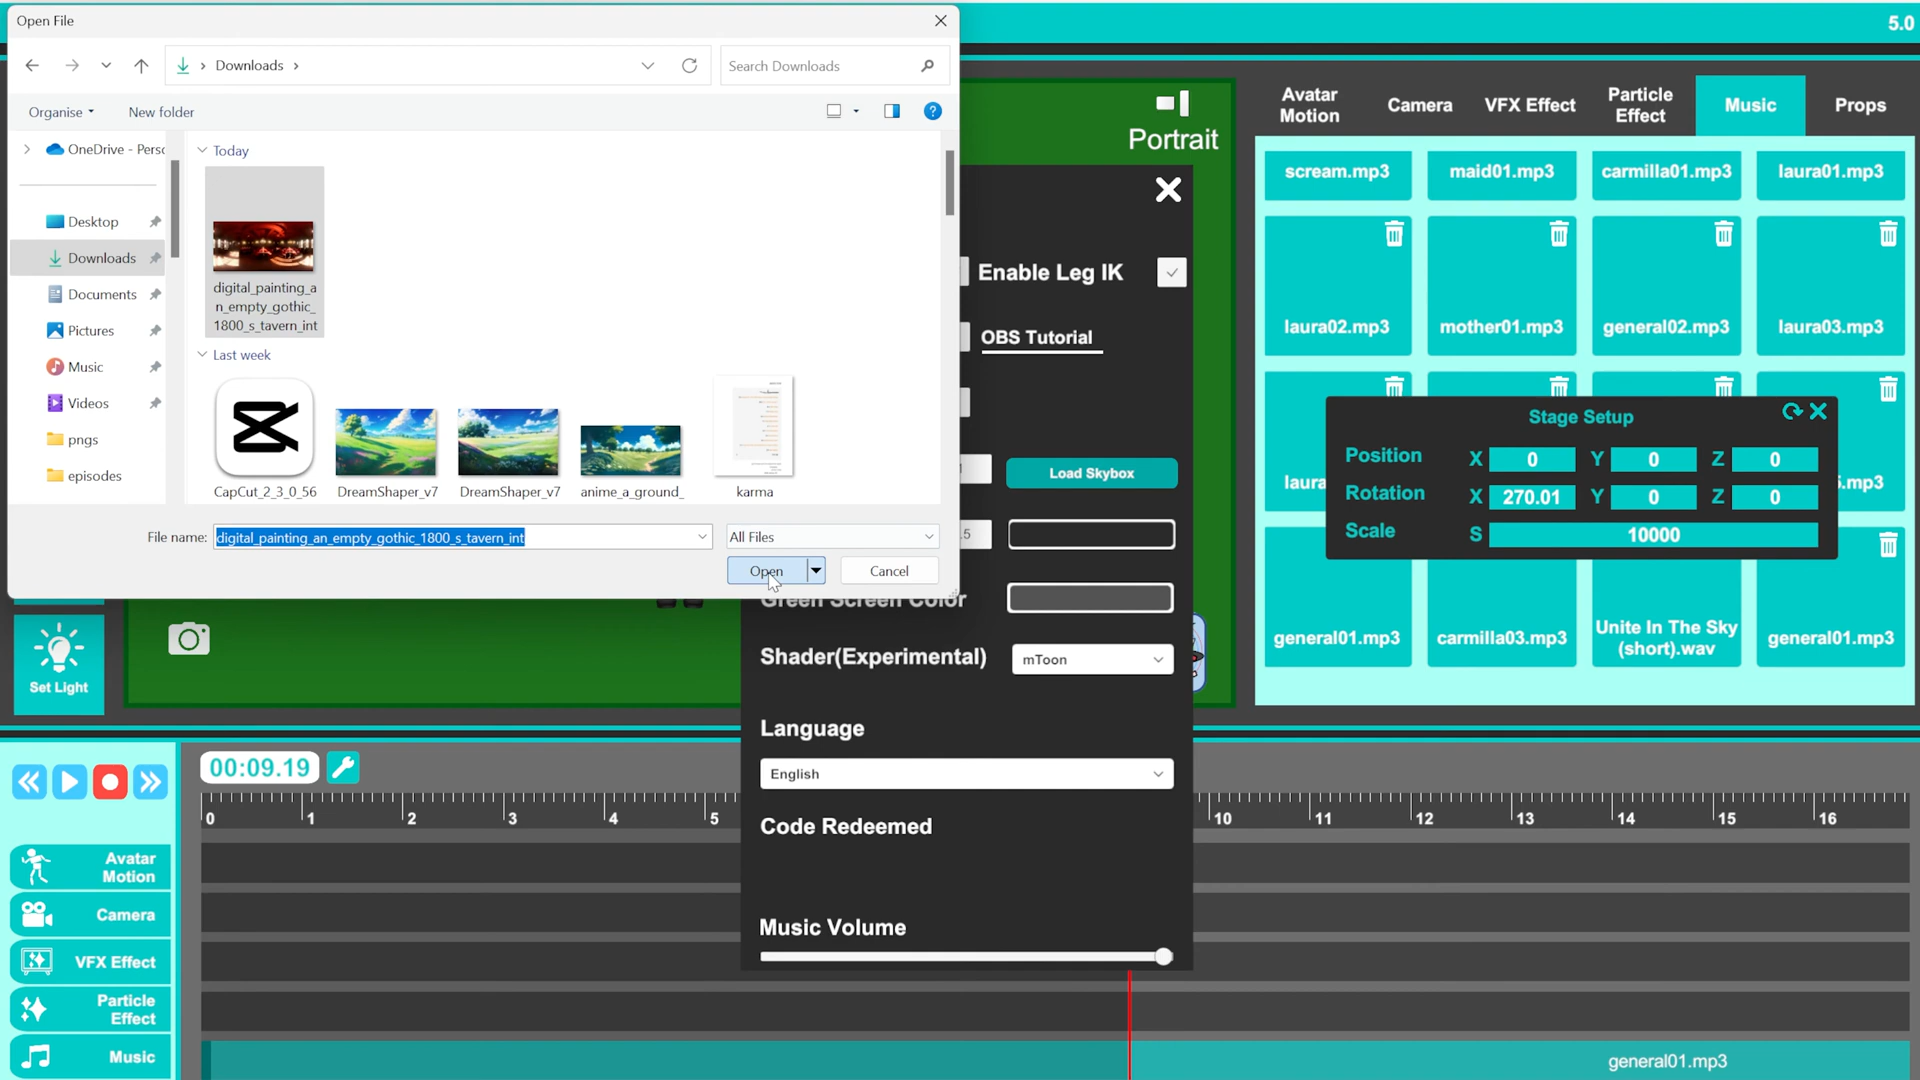 Open File
Downloads
Search Downloads
Organise
New folder
OneDrive - Perso
Desktop
Downloads
Documents
Pictures
Music
Videos
pngs
episodes
Today
digital_painting_a
n_empty_gothic_
1800_s_tavern_int
Last week
CapCut_2_3_0_56
DreamShaper_v7
DreamShaper_v7
anime_a_ground_
karma
File name:
digital_painting_an_empty_gothic_1800_s_tavern_int
All Files
Open
Cancel
5.0
Portrait
Enable Leg IK
OBS Tutorial
Load Skybox
.5
Green Screen Color
Shader(Experimental)
mToon
Language
English
Code Redeemed
Music Volume
Avatar
Motion
Camera
VFX Effect
Particle
Effect
Music
Props
scream.mp3
maid01.mp3
carmilla01.mp3
laura01.mp3
laura02.mp3
mother01.mp3
general02.mp3
laura03.mp3
laura
.mp3
Stage Setup
Position X 0 Y 0 Z 0
Rotation X 270.01 Y 0 Z 0
Scale S 10000
general01.mp3
carmilla03.mp3
Unite In The Sky
(short).wav
general01.mp3
Set Light
00:09.19
0 1 2 3 4 5 10 11 12 13 14 15 16
Avatar
Motion
Camera
VFX Effect
Particle
Effect
Music
general01.mp3